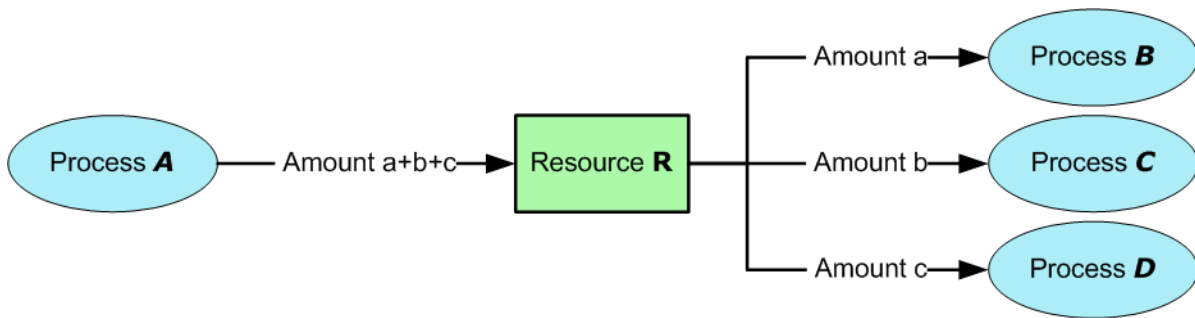 Amount a
Process B
Process A
Amount a+b+c
Resource R
Amount b
Process C
Amount c
Process D